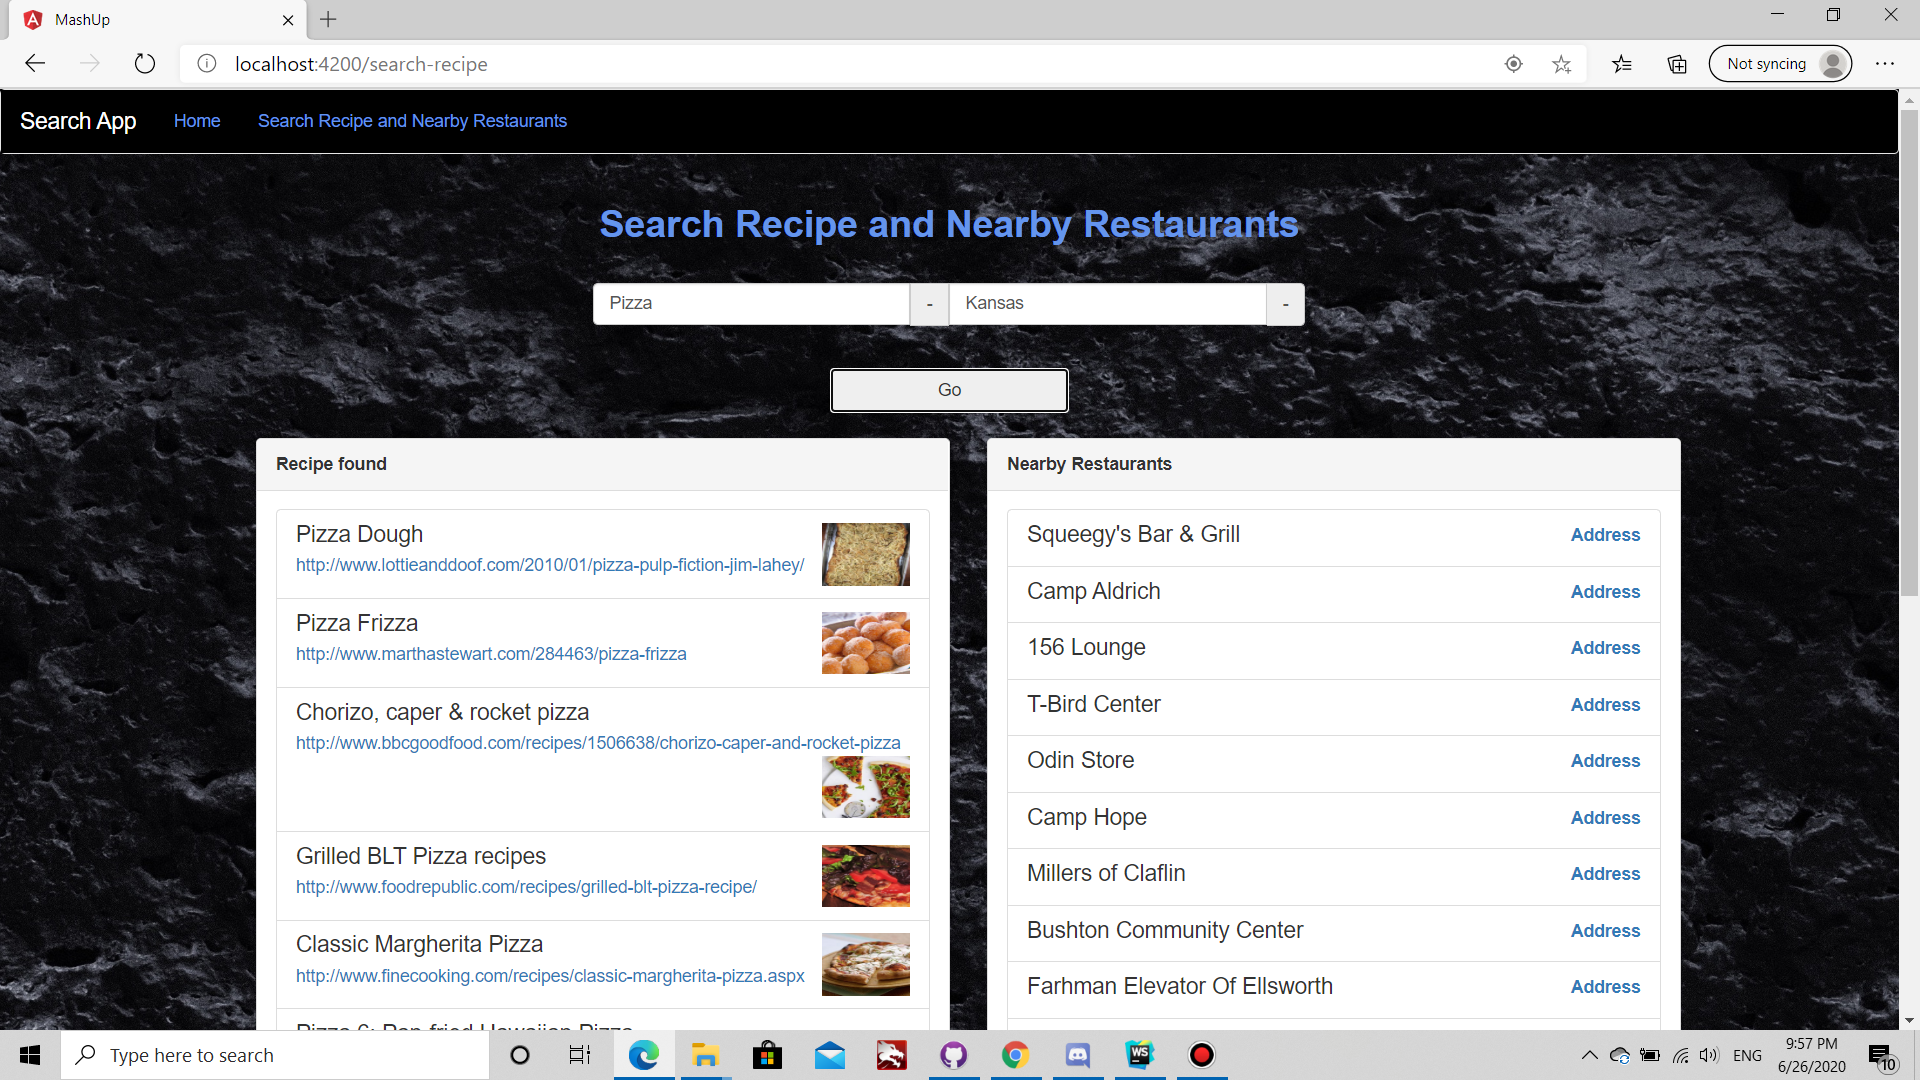 MashUp
localhost:4200/search-recipe
Not syncing
Search App Home Search Recipe and Nearby Restaurants
Search Recipe and Nearby Restaurants
Pizza - Kansas -
Go
Recipe found
Pizza Dough
http://www.lottieanddoof.com/2010/01/pizza-pulp-fiction-jim-lahey/
Pizza Frizza
http://www.marthastewart.com/284463/pizza-frizza
Chorizo, caper & rocket pizza
http://www.bbcgoodfood.com/recipes/1506638/chorizo-caper-and-rocket-pizza
Grilled BLT Pizza recipes
http://www.foodrepublic.com/recipes/grilled-blt-pizza-recipe/
Classic Margherita Pizza
http://www.finecooking.com/recipes/classic-margherita-pizza.aspx
Pizza 6: Pan-fried Hawaiian Pizza
Nearby Restaurants
Squeegy's Bar & Grill Address
Camp Aldrich Address
156 Lounge Address
T-Bird Center Address
Odin Store Address
Camp Hope Address
Millers of Claflin Address
Bushton Community Center Address
Farhman Elevator Of Ellsworth Address
Type here to search
WS
ENG
9:57 PM
6/26/2020
10